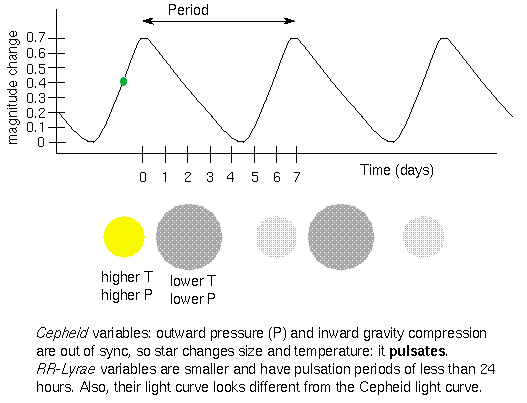 Period
magnitude change
0.7
0.6
0.5
0.4
0.3
0.2
0.1
0
0 1 2 3 4 5 6 7
Time (days)
higher T
higher P
lower T
lower P
Cepheid variables: outward pressure (P) and inward gravity compression
are out of sync, so star changes size and temperature: it pulsates.
RR-Lyrae variables are smaller and have pulsation periods of less than 24
hours. Also, their light curve looks different from the Cepheid light curve.